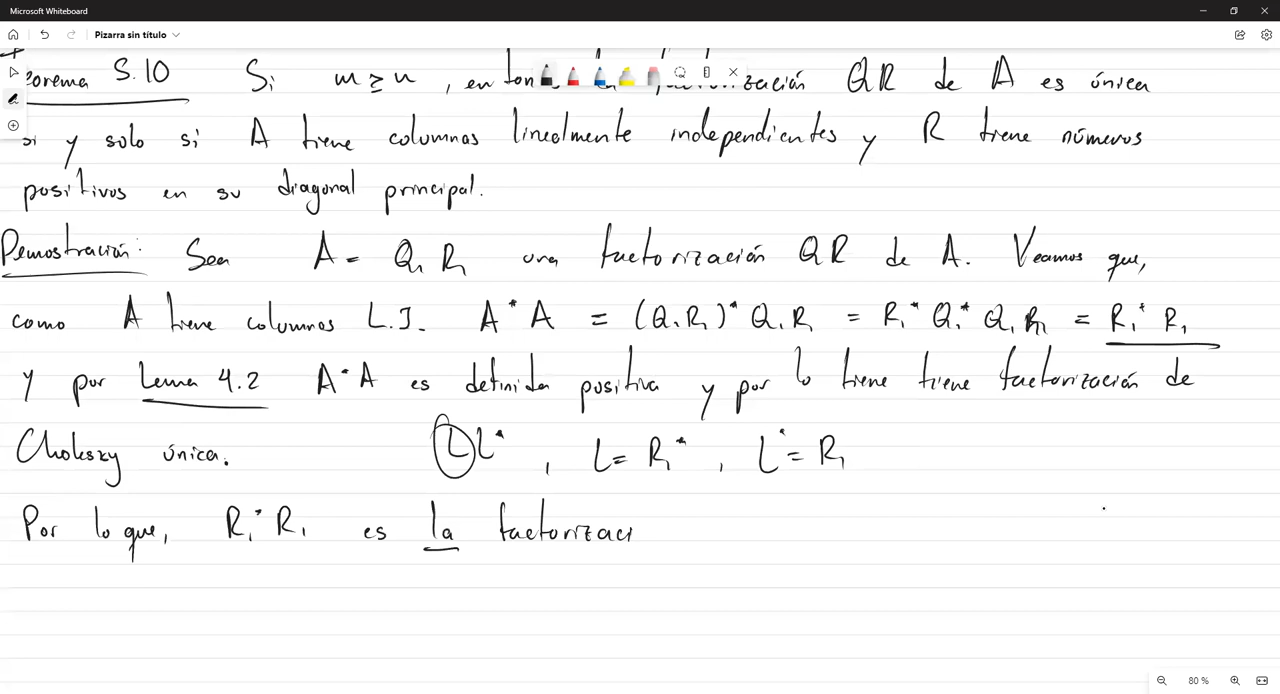 Microsoft Whiteboard
Pizarra sin título
Teorema 5.10 Si m ≥ n, entonces factorización QR de A es única
si y solo si A tiene columnas linealmente independientes y R tiene números
positivos en su diagonal principal.
Demostración: Sea A = Q₁ R₁ una factorización QR de A. Veamos que,
como A tiene columnas L.I. A* A = (Q₁R₁)* Q₁R₁ = R₁* Q₁* Q₁R₁ = R₁* R₁
y por Lema 4.2 A*A es definida positiva y por lo tiene tiene factorización de
Cholesky única. LL*, L = R₁*, L* = R₁
Por lo que, R₁* R₁ es la factorizaci
80 %